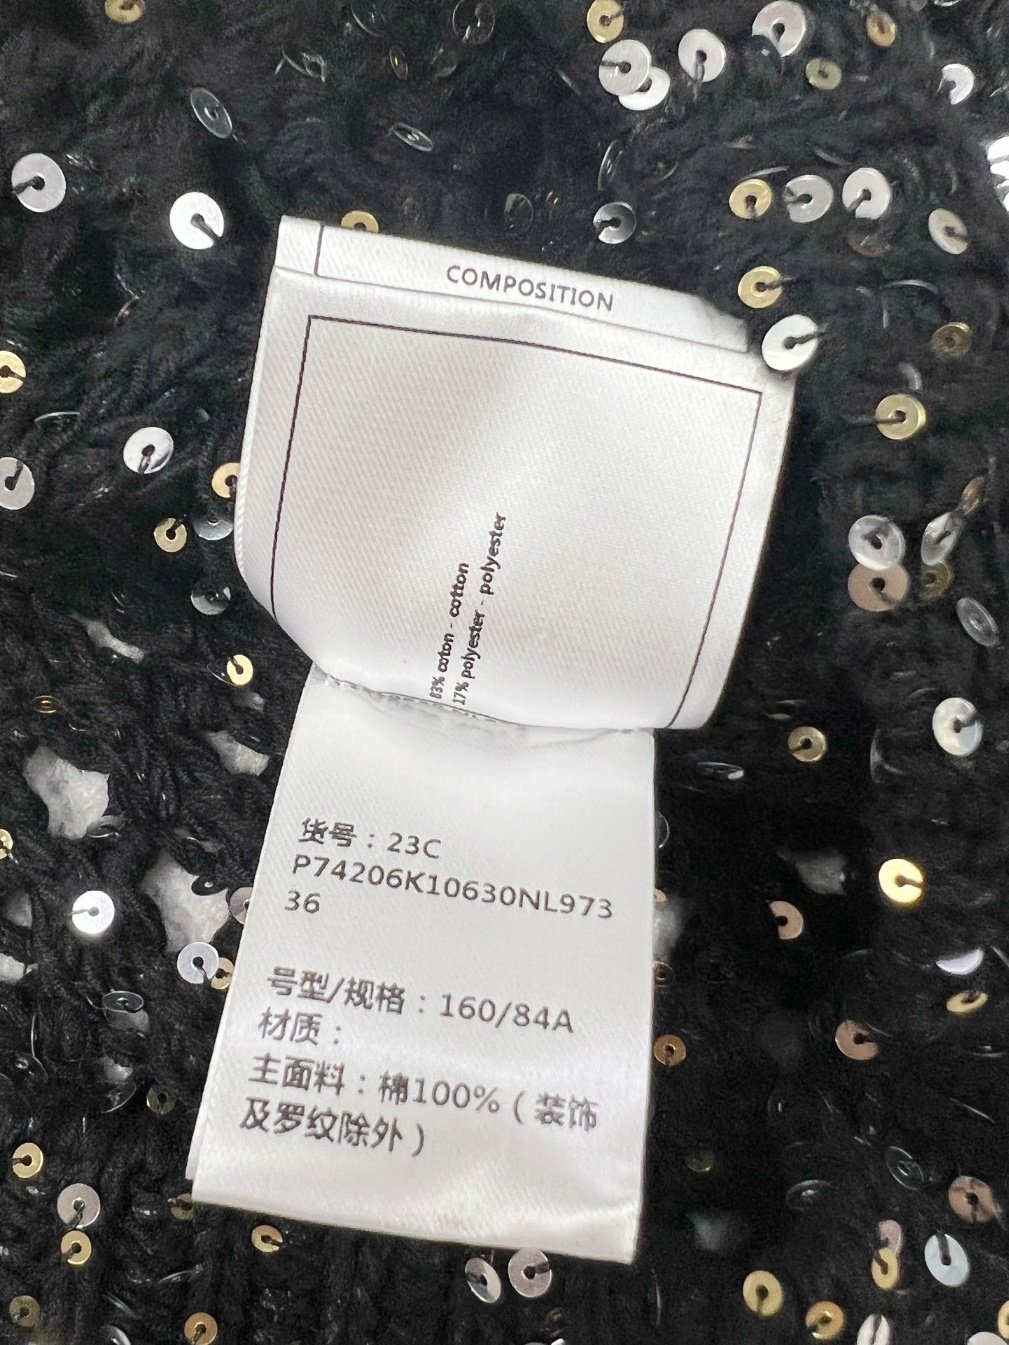 COMPOSITION
83% coton - cotton
17% polyester - polyester
货号：23C
P74206K10630NL973
36
号型/规格：160/84A
材质：
主面料：棉100%（装饰
及罗纹除外）